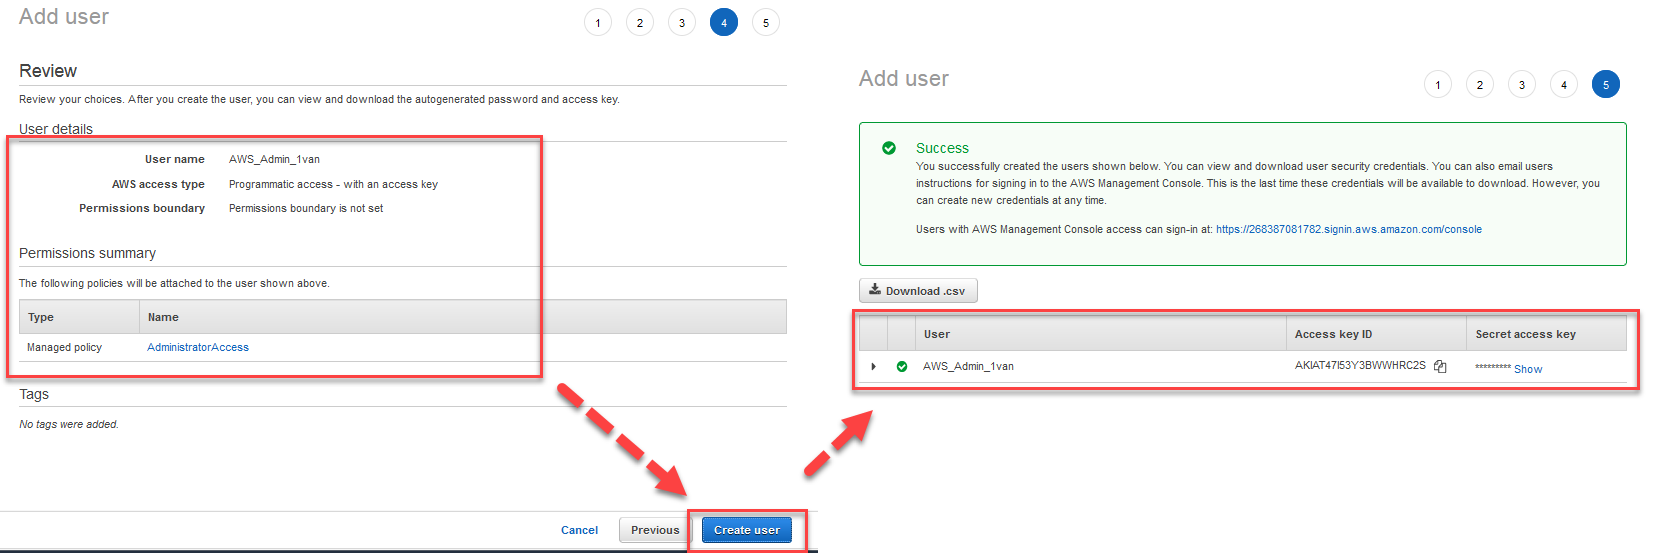 Add user
1 2 3 4 5
Review
Review your choices. After you create the user, you can view and download the autogenerated password and access key.
User details
User name AWS_Admin_1van
AWS access type Programmatic access - with an access key
Permissions boundary Permissions boundary is not set
Permissions summary
The following policies will be attached to the user shown above.
Type Name
Managed policy AdministratorAccess
Tags
No tags were added.
Cancel Previous Create user
Add user
1 2 3 4 5
Success
You successfully created the users shown below. You can view and download user security credentials. You can also email users
instructions for signing in to the AWS Management Console. This is the last time these credentials will be available to download. However, you
can create new credentials at any time.
Users with AWS Management Console access can sign-in at: https://268387081782.signin.aws.amazon.com/console
Download .csv
User Access key ID Secret access key
AWS_Admin_1van AKIAT47I53Y3BWWHRC2S ********* Show